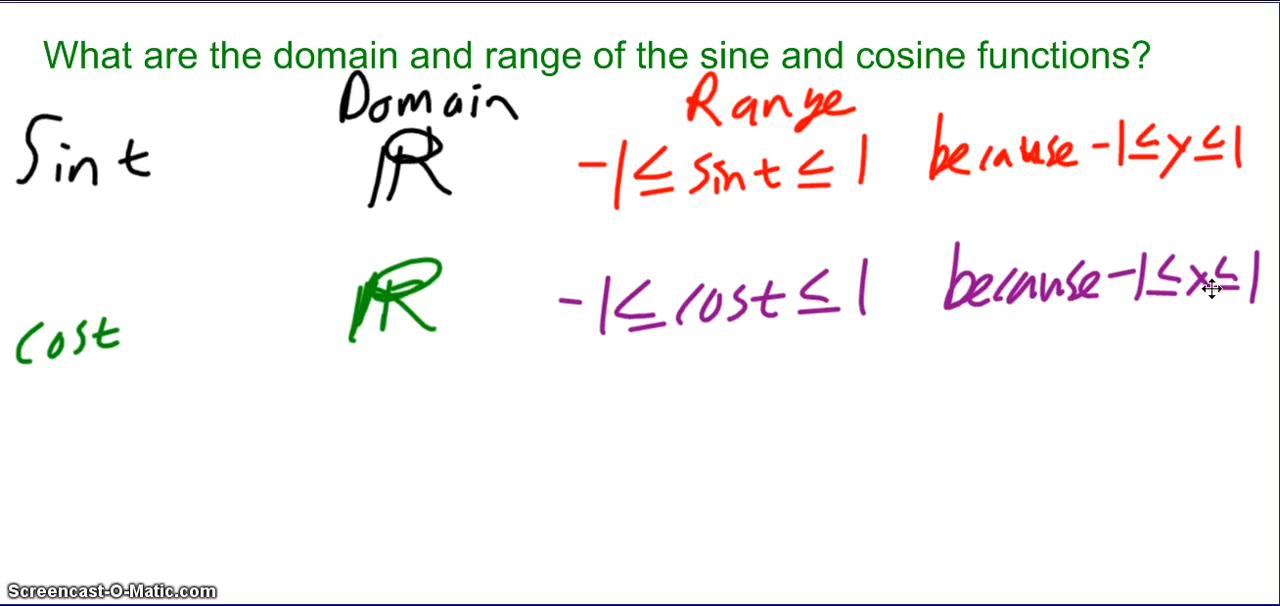 What are the domain and range of the sine and cosine functions?
Domain Range
Sin t ℝ -1 ≤ sin t ≤ 1 because -1 ≤ y ≤ 1
cos t ℝ -1 ≤ cos t ≤ 1 because -1 ≤ x ≤ 1
Screencast-O-Matic.com